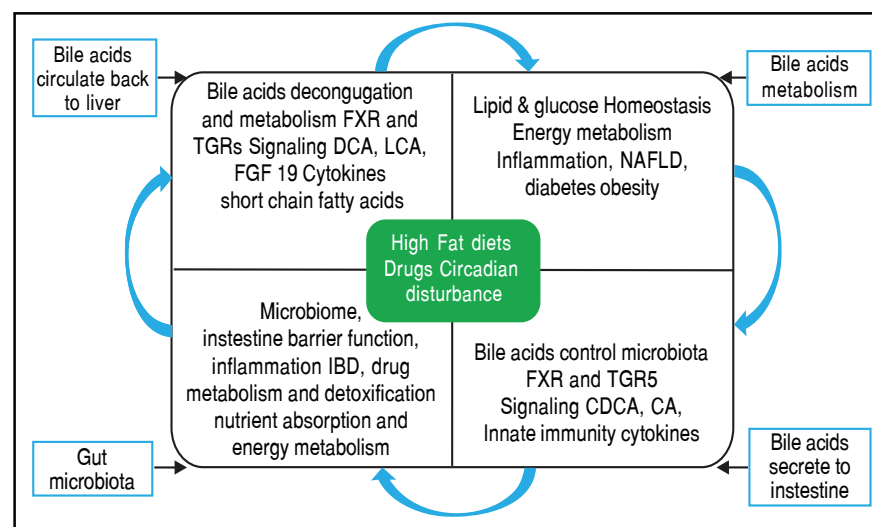 Bile acids
circulate back
to liver
Bile acids decongugation
and metabolism FXR and
TGRs Signaling DCA, LCA,
FGF 19 Cytokines
short chain fatty acids
Lipid & glucose Homeostasis
Energy metabolism
Inflammation, NAFLD,
diabetes obesity
Bile acids
metabolism
High Fat diets
Drugs Circadian
disturbance
Microbiome,
instestine barrier function,
inflammation IBD, drug
metabolism and detoxification
nutrient absorption and
energy metabolism
Bile acids control microbiota
FXR and TGR5
Signaling CDCA, CA,
Innate immunity cytokines
Gut
microbiota
Bile acids
secrete to
instestine